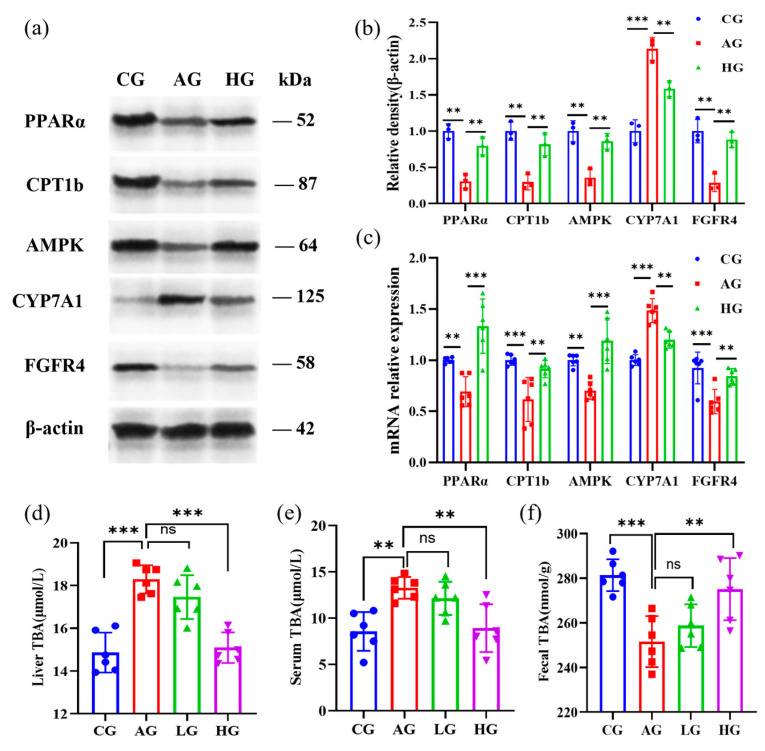 (a)
CG AG HG kDa
PPARα — 52
CPT1b — 87
AMPK — 64
CYP7A1 — 125
FGFR4 — 58
β-actin — 42
(b)
Relative density(β-actin)
2.5
2.0
1.5
1.0
0.5
0.0
** ** ** ** ** ** *** ** ** **
CG
AG
HG
PPARα CPT1b AMPK CYP7A1 FGFR4
(c)
mRNA relative expression
2.0
1.5
1.0
0.5
0.0
** *** *** ** ** *** *** ** *** **
CG
AG
HG
PPARα CPT1b AMPK CYP7A1 FGFR4
(d)
Liver TBA(μmol/L)
20
18
16
14
12
***
*** ns
CG AG LG HG
(e)
Serum TBA(μmol/L)
20
15
10
5
0
**
** ns
CG AG LG HG
(f)
Fecal TBA(nmol/g)
300
280
260
240
220
*** **
ns
CG AG LG HG